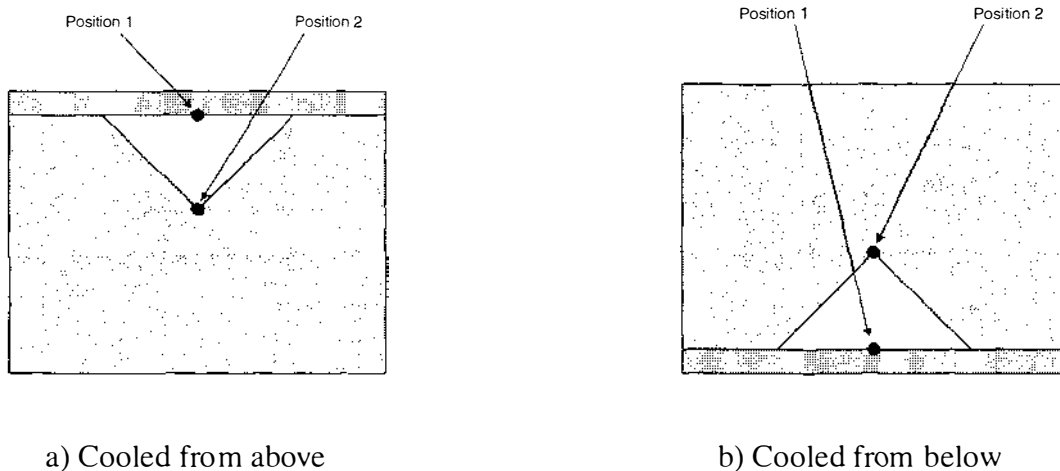 Position 1
Position 2
Position 1
Position 2
a) Cooled from above
b) Cooled from below